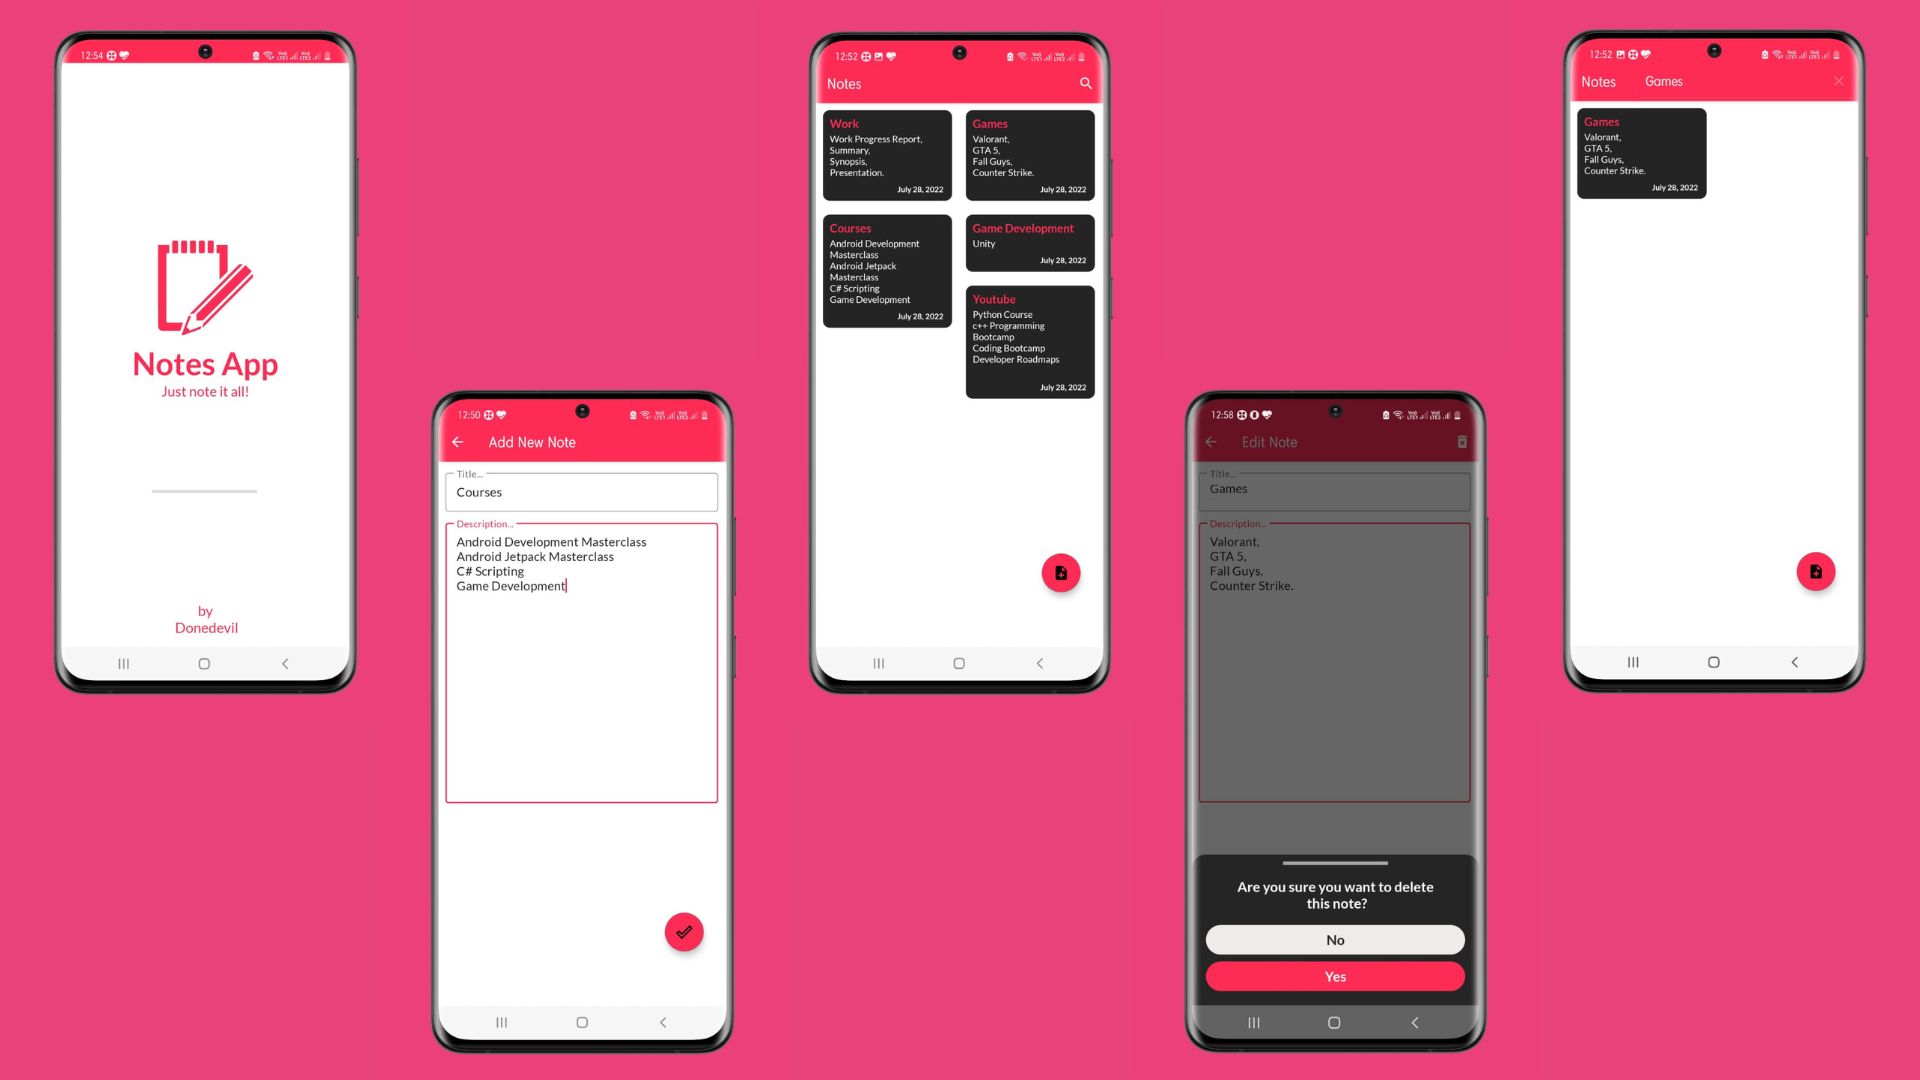 12:54
Notes App
Just note it all!
by
Donedevil
12:50
Add New Note
Title...
Courses
Description...
Android Development Masterclass
Android Jetpack Masterclass
C# Scripting
Game Development
12:52
Notes
Work
Work Progress Report,
Summary,
Synopsis,
Presentation.
July 28, 2022
Games
Valorant,
GTA 5,
Fall Guys,
Counter Strike.
July 28, 2022
Courses
Android Development
Masterclass
Android Jetpack
Masterclass
C# Scripting
Game Development
July 28, 2022
Game Development
Unity
July 28, 2022
Youtube
Python Course
c++ Programming
Bootcamp
Coding Bootcamp
Developer Roadmaps
July 28, 2022
12:58
Edit Note
Title...
Games
Description...
Valorant,
GTA 5,
Fall Guys,
Counter Strike.
Are you sure you want to delete
this note?
No
Yes
12:52
Notes Games
Games
Valorant,
GTA 5,
Fall Guys,
Counter Strike.
July 28, 2022